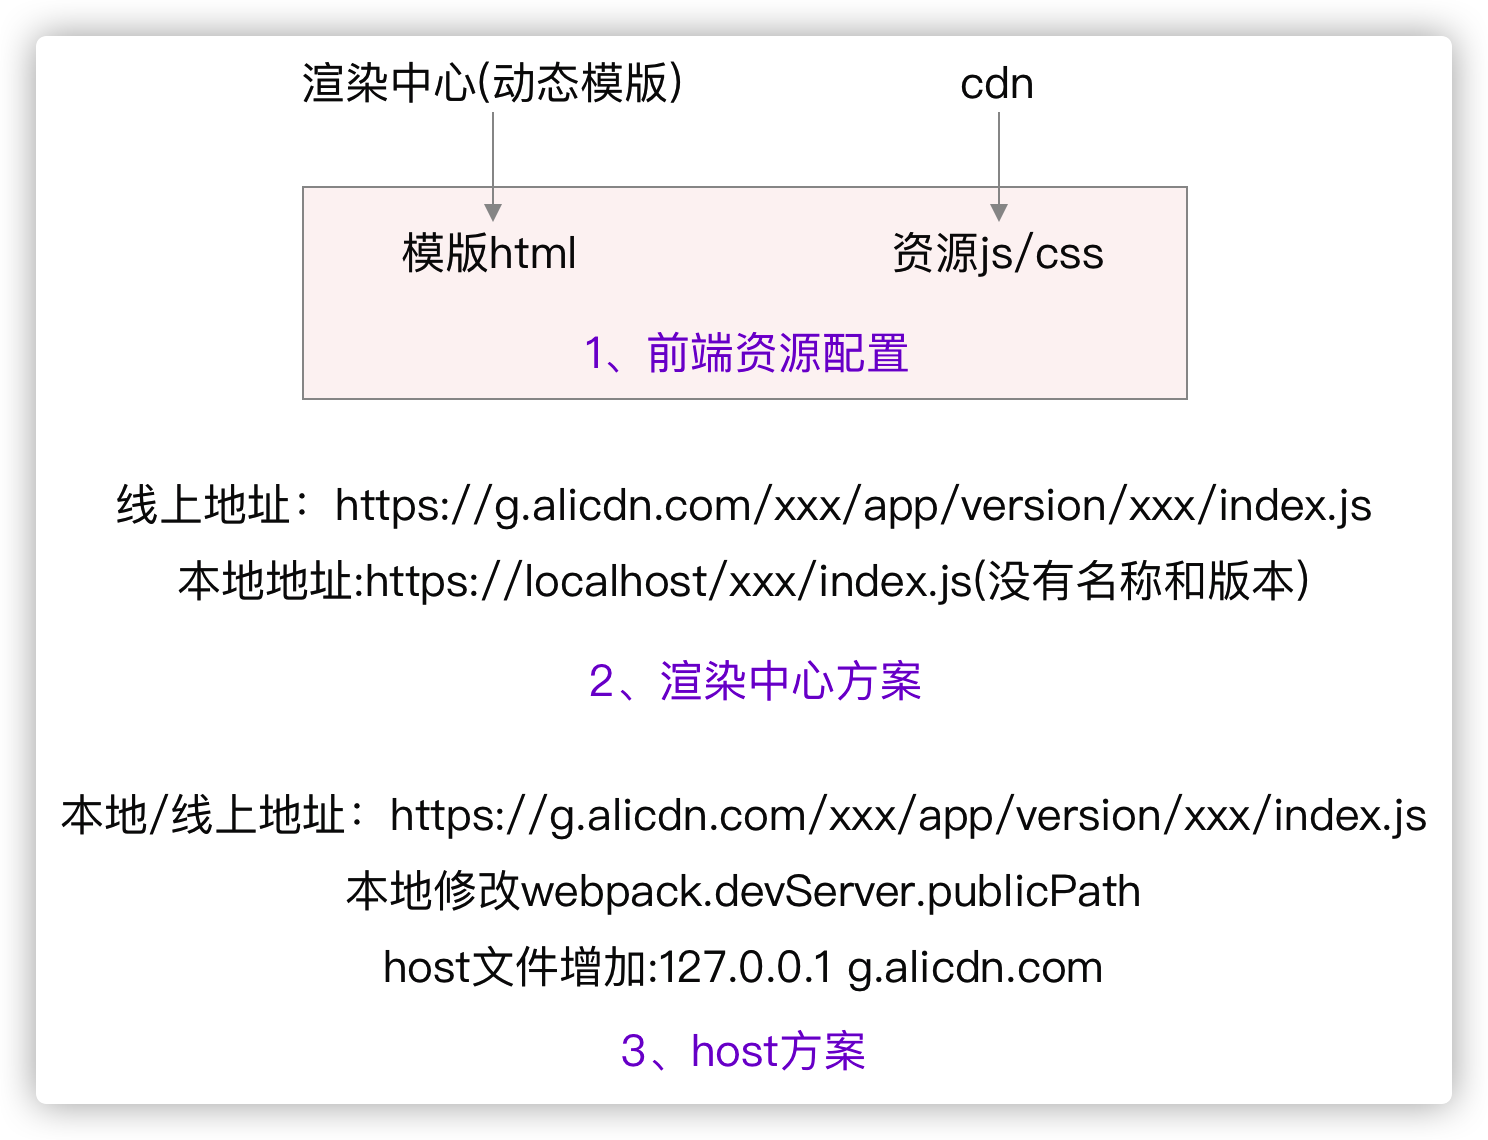 渲染中心(动态模版)
cdn
模版html
资源js/css
1、前端资源配置
线上地址：https://g.alicdn.com/xxx/app/version/xxx/index.js
本地地址:https://localhost/xxx/index.js(没有名称和版本)
2、渲染中心方案
本地/线上地址：https://g.alicdn.com/xxx/app/version/xxx/index.js
本地修改webpack.devServer.publicPath
host文件增加:127.0.0.1 g.alicdn.com
3、host方案